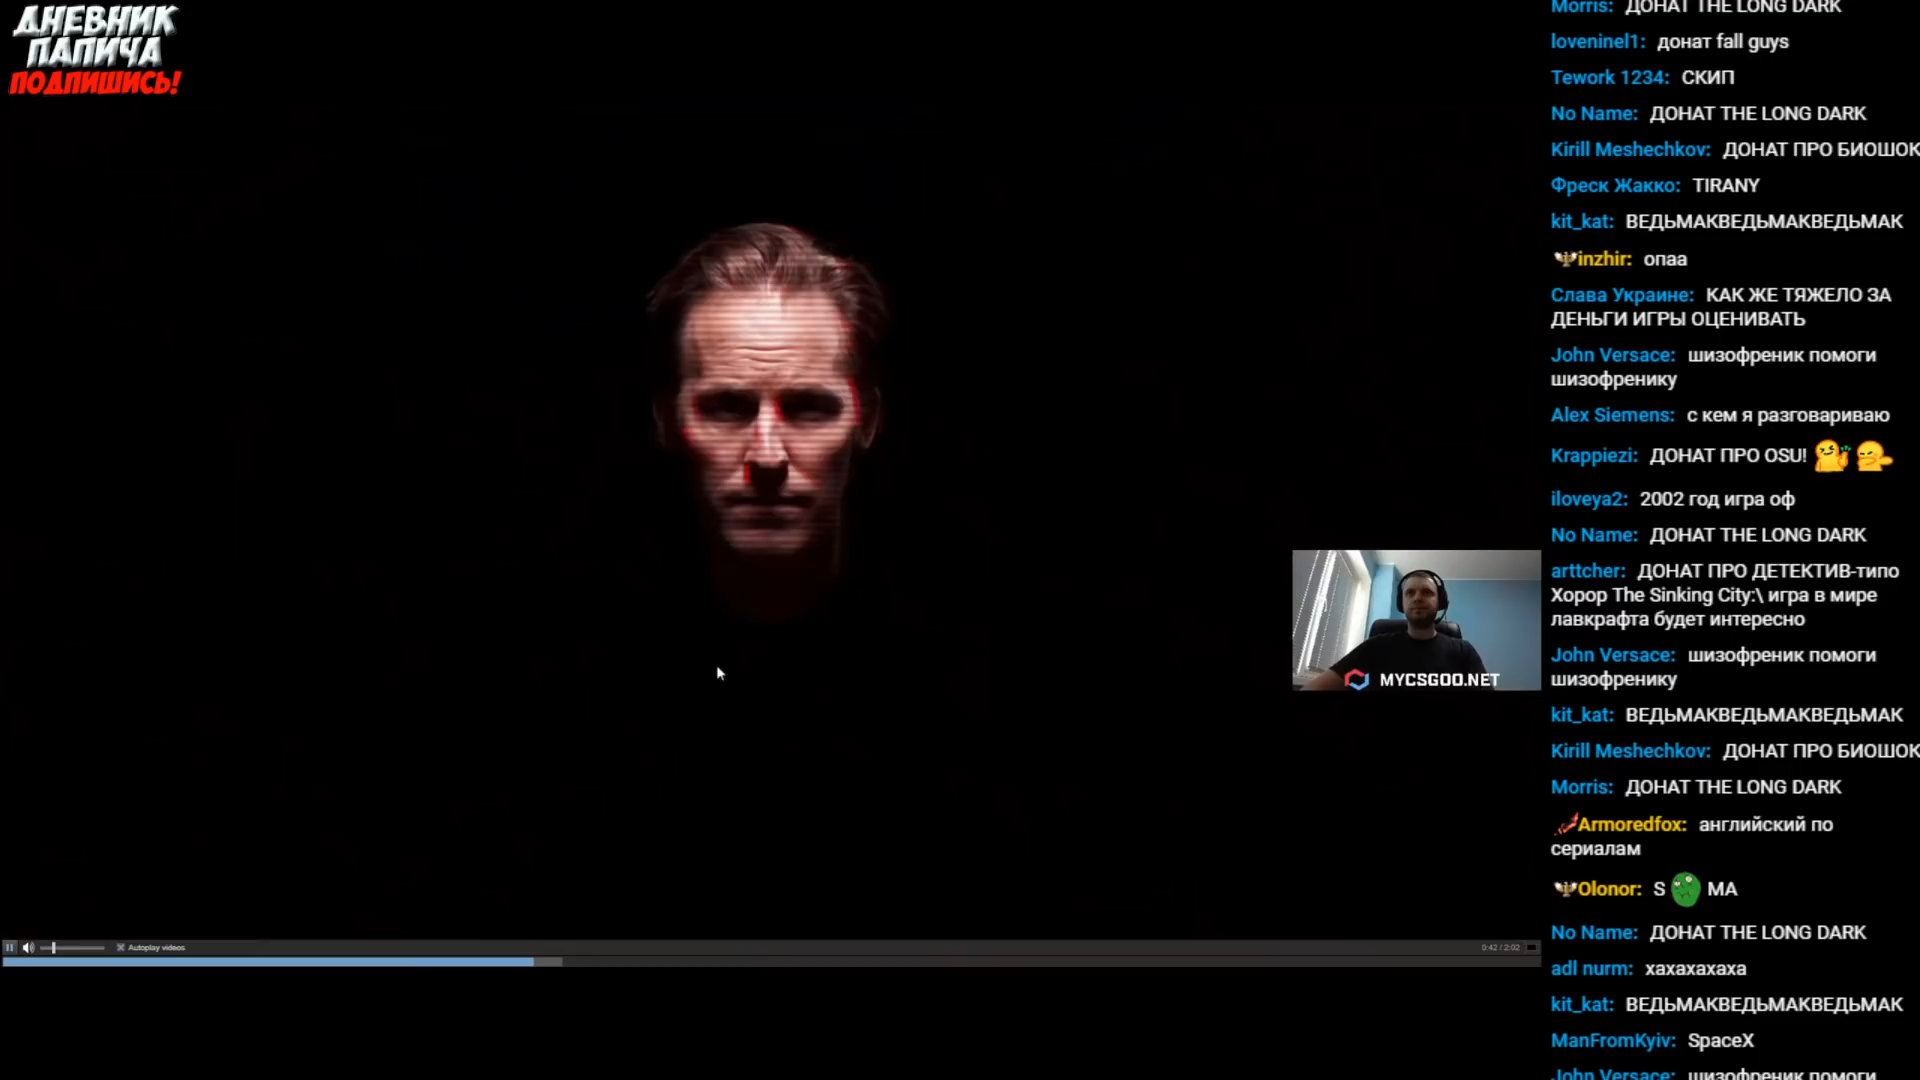 ДНЕВНИК
ПАПИЧА
ПОДПИШИСЬ!
Morris: ДОНАТ THE LONG DARK
loveninel1: донат fall guys
Tework 1234: СКИП
No Name: ДОНАТ THE LONG DARK
Kirill Meshechkov: ДОНАТ ПРО БИОШОК
Фреск Жакко: TIRANY
kit_kat: ВЕДЬМАКВЕДЬМАКВЕДЬМАК
inzhir: опаа
Слава Украине: КАК ЖЕ ТЯЖЕЛО ЗА
ДЕНЬГИ ИГРЫ ОЦЕНИВАТЬ
John Versace: шизофреник помоги
шизофренику
Alex Siemens: с кем я разговариваю
Krappiezi: ДОНАТ ПРО OSU!
iloveya2: 2002 год игра оф
No Name: ДОНАТ THE LONG DARK
arttcher: ДОНАТ ПРО ДЕТЕКТИВ-типо
Хорор The Sinking City:\ игра в мире
лавкрафта будет интересно
John Versace: шизофреник помоги
шизофренику
kit_kat: ВЕДЬМАКВЕДЬМАКВЕДЬМАК
Kirill Meshechkov: ДОНАТ ПРО БИОШОК
Morris: ДОНАТ THE LONG DARK
Armoredfox: английский по
сериалам
Olonor: S MA
No Name: ДОНАТ THE LONG DARK
adl nurm: хахахахаха
kit_kat: ВЕДЬМАКВЕДЬМАКВЕДЬМАК
ManFromKyiv: SpaceX
John Versace: шизофреник помоги
MYCSGOO.NET
Autoplay videos
0:42 / 2:02